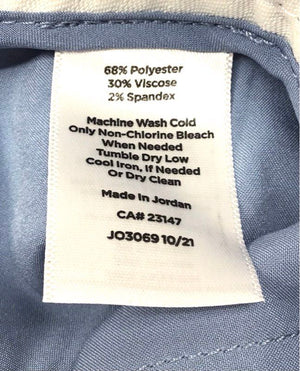 68% Polyester
30% Viscose
2% Spandex
Machine Wash Cold
Only Non-Chlorine Bleach
When Needed
Tumble Dry Low
Cool Iron, If Needed
Or Dry Clean
Made in Jordan
CA# 23147
JO3069 10/21